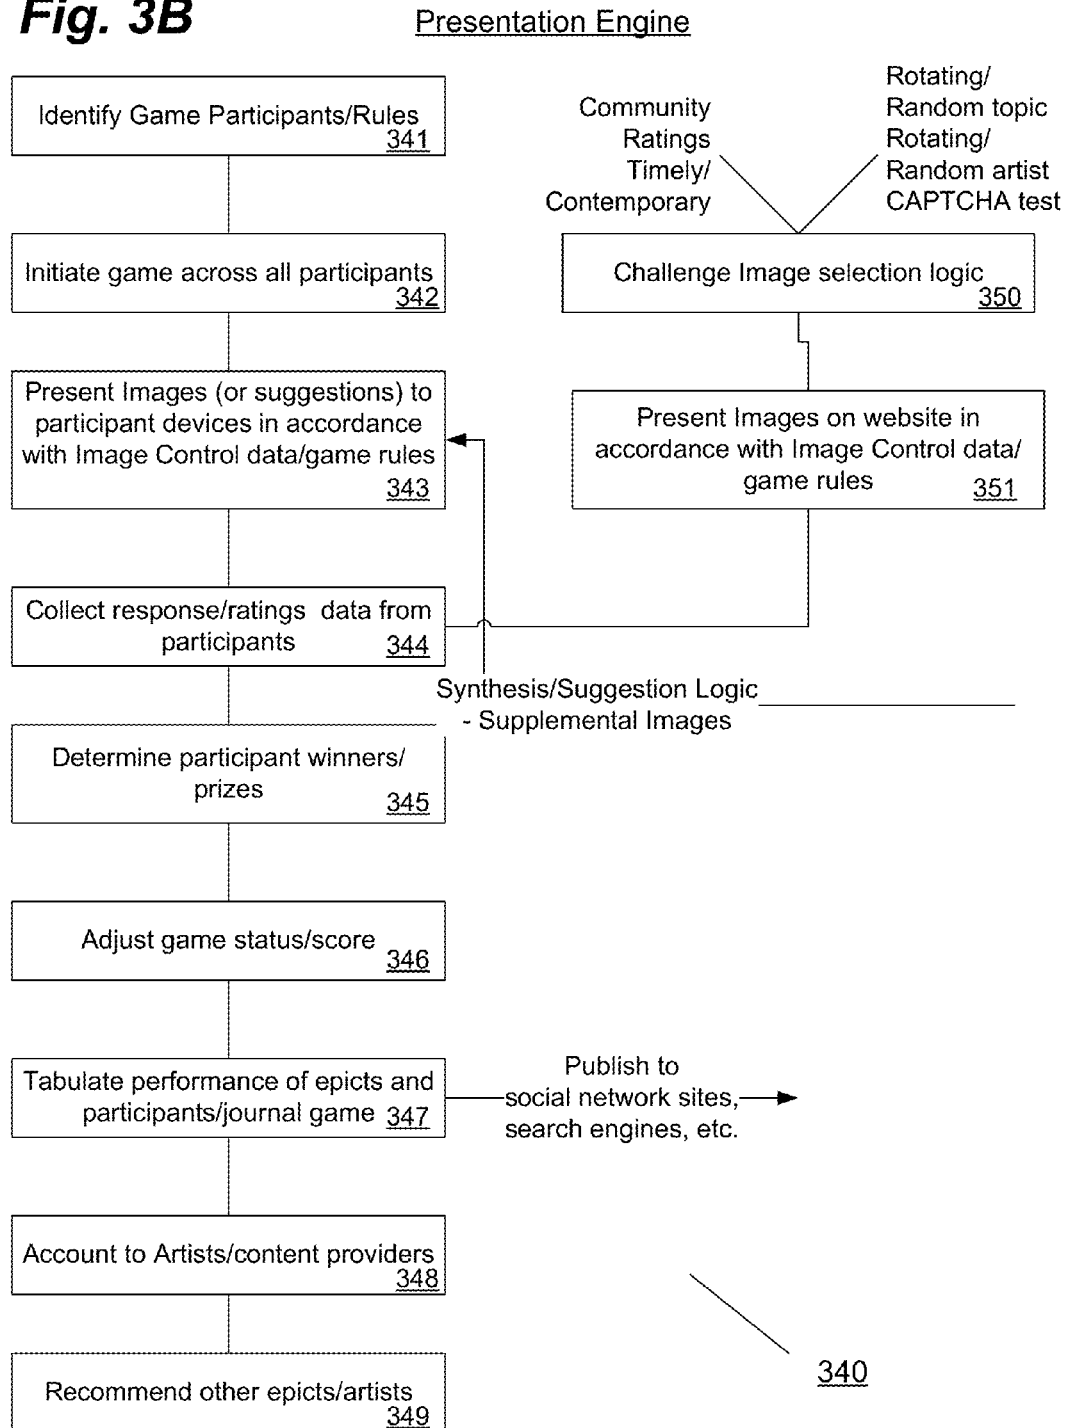 Fig. 3B
Presentation Engine
Identify Game Participants/Rules
341
Initiate game across all participants
342
Present Images (or suggestions) to
participant devices in accordance
with Image Control data/game rules
343
Collect response/ratings data from
participants
344
Determine participant winners/
prizes
345
Adjust game status/score
346
Tabulate performance of epicts and
participants/journal game 347
Account to Artists/content providers
348
Recommend other epicts/artists
349
Community
Ratings
Timely/
Contemporary
Rotating/
Random topic
Rotating/
Random artist
CAPTCHA test
Challenge Image selection logic
350
Present Images on website in
accordance with Image Control data/
game rules
351
Synthesis/Suggestion Logic
- Supplemental Images
Publish to
social network sites,
search engines, etc.
340